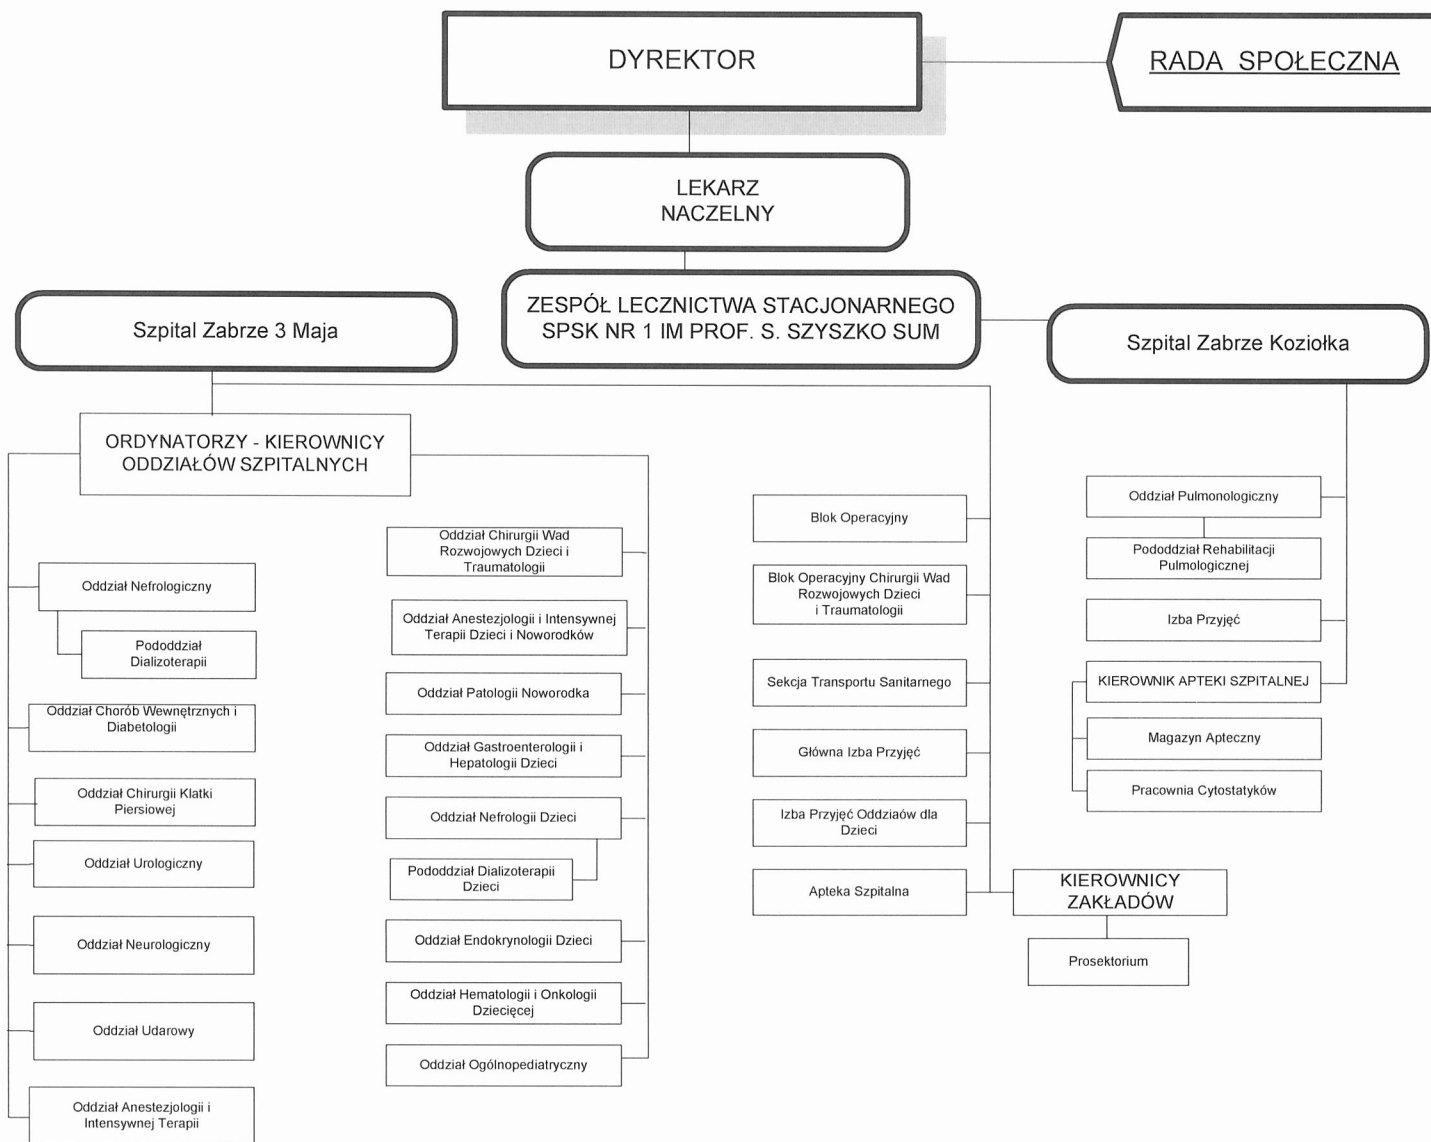 DYREKTOR
RADA SPOŁECZNA
LEKARZ
NACZELNY
ZESPÓŁ LECZNICTWA STACJONARNEGO
SPSK NR 1 IM PROF. S. SZYSZKO SUM
Szpital Zabrze 3 Maja
Szpital Zabrze Koziołka
ORDYNATORZY - KIEROWNICY
ODDZIAŁÓW SZPITALNYCH
Oddział Nefrologiczny
Pododdział
Dializoterapii
Oddział Chorób Wewnętrznych i
Diabetologii
Oddział Chirurgii Klatki
Piersiowej
Oddział Urologiczny
Oddział Neurologiczny
Oddział Udarowy
Oddział Anestezjologii i
Intensywnej Terapii
Oddział Chirurgii Wad
Rozwojowych Dzieci i
Traumatologii
Oddział Anestezjologii i Intensywnej
Terapii Dzieci i Noworodków
Oddział Patologii Noworodka
Oddział Gastroenterologii i
Hepatologii Dzieci
Oddział Nefrologii Dzieci
Pododdział Dializoterapii
Dzieci
Oddział Endokrynologii Dzieci
Oddział Hematologii i Onkologii
Dziecięcej
Oddział Ogólnopediatryczny
Blok Operacyjny
Blok Operacyjny Chirurgii Wad
Rozwojowych Dzieci
i Traumatologii
Sekcja Transportu Sanitarnego
Główna Izba Przyjęć
Izba Przyjęć Oddziaów dla
Dzieci
Apteka Szpitalna
KIEROWNICY
ZAKŁADÓW
Prosektorium
Oddział Pulmonologiczny
Pododdział Rehabilitacji
Pulmologicznej
Izba Przyjęć
KIEROWNIK APTEKI SZPITALNEJ
Magazyn Apteczny
Pracownia Cytostatyków